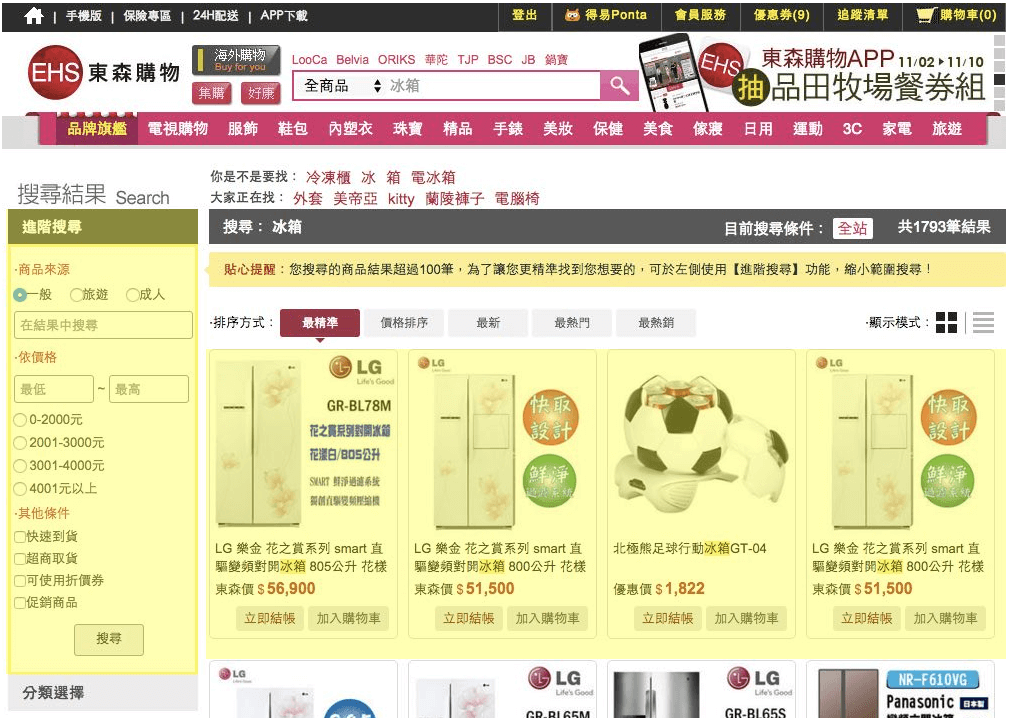 手機版 | 保險專區 | 24H配送 | APP下載
登出 得易Ponta 會員服務 優惠券(9) 追蹤清單 購物車(0)
EHS 東森購物
海外購物
Buy for you
集購 好康
LooCa Belvia ORIKS 華陀 TJP BSC JB 鍋寶
全商品 冰箱
EHS
東森購物APP 11/02▶11/10
抽品田牧場餐券組
品牌旗艦 電視購物 服飾 鞋包 內塑衣 珠寶 精品 手錶 美妝 保健 美食 傢寢 日用 運動 3C 家電 旅遊
搜尋結果 Search
你是不是要找： 冷凍櫃 冰 箱 電冰箱
大家正在找： 外套 美帝亞 kitty 蘭陵褲子 電腦椅
進階搜尋
·商品來源
一般 旅遊 成人
在結果中搜尋
·依價格
最低 ~ 最高
0-2000元
2001-3000元
3001-4000元
4001元以上
·其他條件
快速到貨
超商取貨
可使用折價券
促銷商品
搜尋
分類選擇
搜尋： 冰箱 目前搜尋條件： 全站 共1793筆結果
貼心提醒：您搜尋的商品結果超過100筆，為了讓您更精準找到您想要的，可於左側使用【進階搜尋】功能，縮小範圍搜尋！
·排序方式： 最精準 價格排序 最新 最熱門 最熱銷 ·顯示模式：
LG
Life's Good
GR-BL78M
花之賞系列對開冰箱
花漾白/805公升
SMART 鮮淨過濾系統
獨創直驅變頻壓縮機
LG 樂金 花之賞系列 smart 直
驅變頻對開冰箱 805公升 花樣
東森價 $ 56,900
立即結帳 加入購物車
LG
快取
設計
鮮淨
過濾系統
LG 樂金 花之賞系列 smart 直
驅變頻對開冰箱 800公升 花樣
東森價 $ 51,500
立即結帳 加入購物車
北極熊足球行動冰箱GT-04
優惠價 $ 1,822
立即結帳 加入購物車
LG
快取
設計
鮮淨
過濾系統
LG 樂金 花之賞系列 smart 直
驅變頻對開冰箱 800公升 花樣
東森價 $ 51,500
立即結帳 加入購物車
LG
LG
Life's Good
GR-BL65M
LG
Life's Good
GR-BL65S
NR-F610VG
Panasonic 日本製